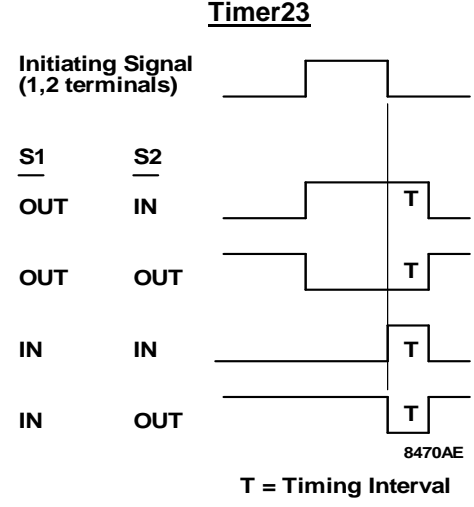 Timer23
Initiating Signal
(1,2 terminals)
S1 S2
OUT IN T
OUT OUT T
IN IN T
IN OUT T
8470AE
T = Timing Interval